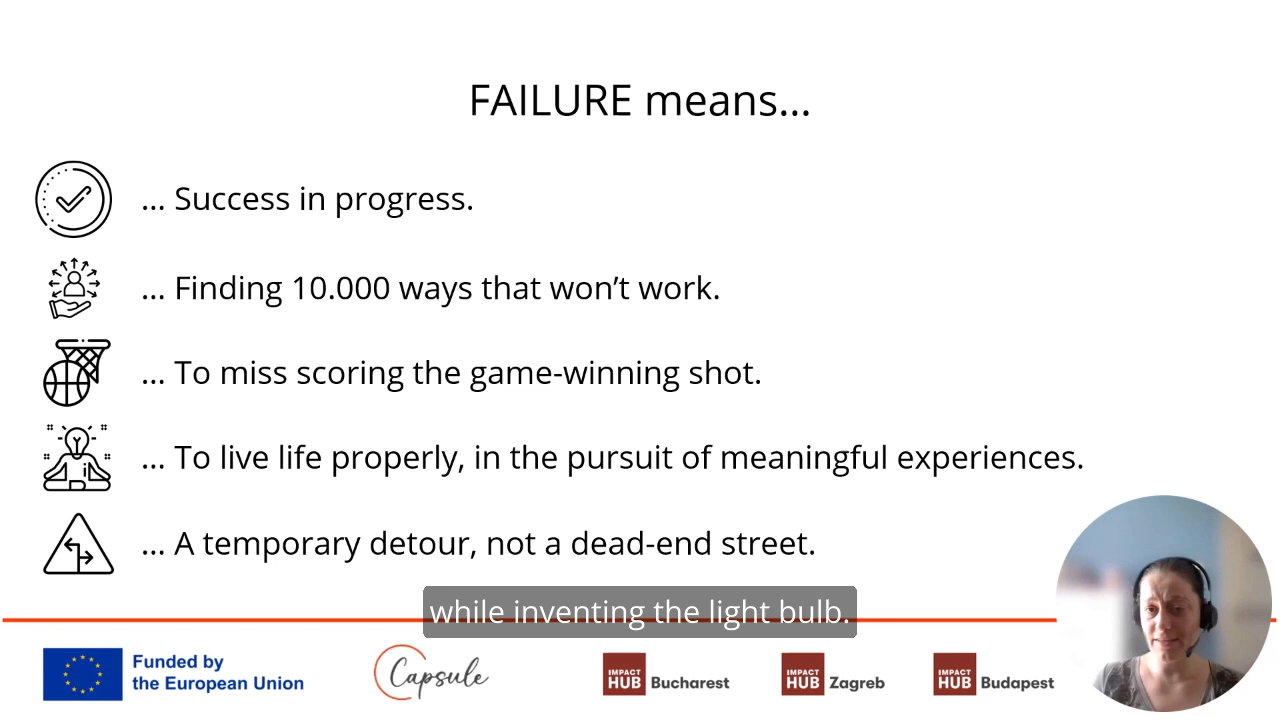 FAILURE means...
... Success in progress.
... Finding 10.000 ways that won’t work.
... To miss scoring the game-winning shot.
... To live life properly, in the pursuit of meaningful experiences.
... A temporary detour, not a dead-end street.
while inventing the light bulb.
Funded by
the European Union
Capsule
IMPACT
HUB Bucharest
IMPACT
HUB Zagreb
IMPACT
HUB Budapest